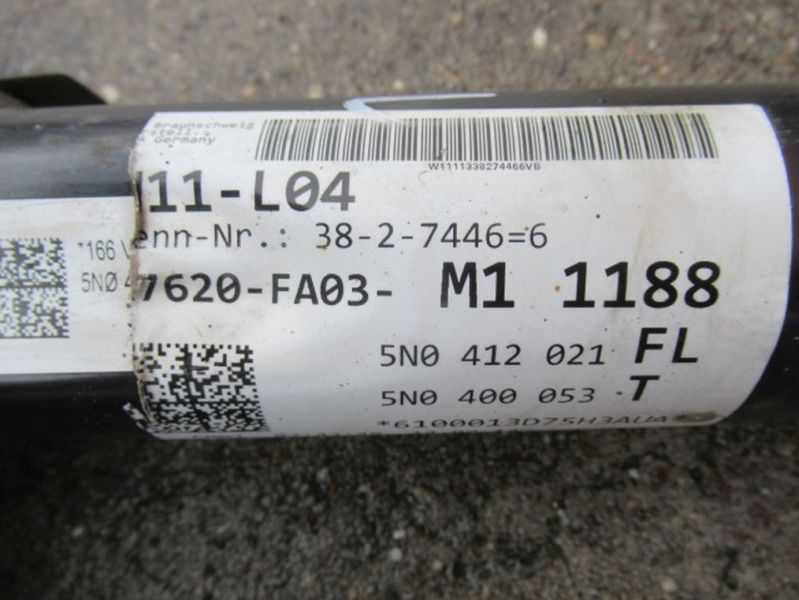 Braunschweig
Germany
W1111338274466VB
11-L04
enn-Nr.: 38-2-7446=6
*166
5NØ
7620-FA03- M1 1188
5N0 412 021 FL
5N0 400 053 T
*6100013D75H3AUA*